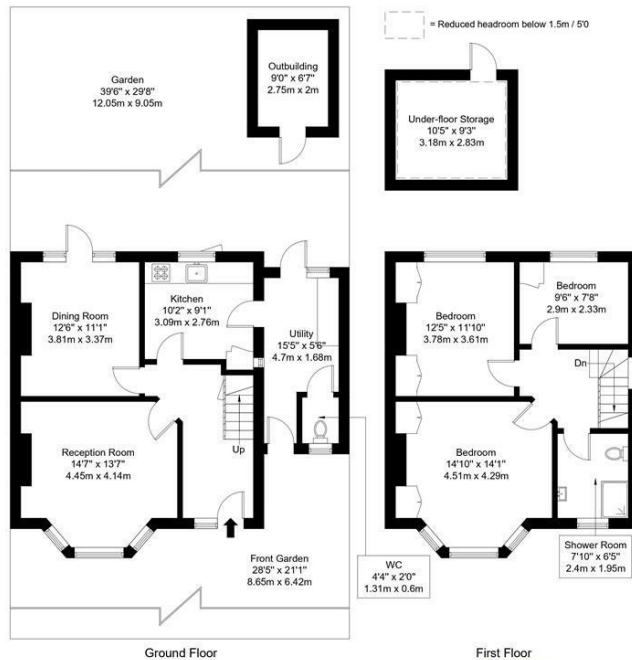 = Reduced headroom below 1.5m / 5'0
Garden
39'6" x 29'8"
12.05m x 9.05m
Outbuilding
9'0" x 6'7"
2.75m x 2m
Under-floor Storage
10'5" x 9'3"
3.18m x 2.83m
Dining Room
12'6" x 11'1"
3.81m x 3.37m
Kitchen
10'2" x 9'1"
3.09m x 2.76m
Utility
15'5" x 5'6"
4.7m x 1.68m
Up
Reception Room
14'7" x 13'7"
4.45m x 4.14m
Front Garden
28'5" x 21'1"
8.65m x 6.42m
WC
4'4" x 2'0"
1.31m x 0.6m
Ground Floor
Bedroom
12'5" x 11'10"
3.78m x 3.61m
Bedroom
9'6" x 7'8"
2.9m x 2.33m
Dn
Bedroom
14'10" x 14'1"
4.51m x 4.29m
Shower Room
7'10" x 6'5"
2.4m x 1.95m
First Floor